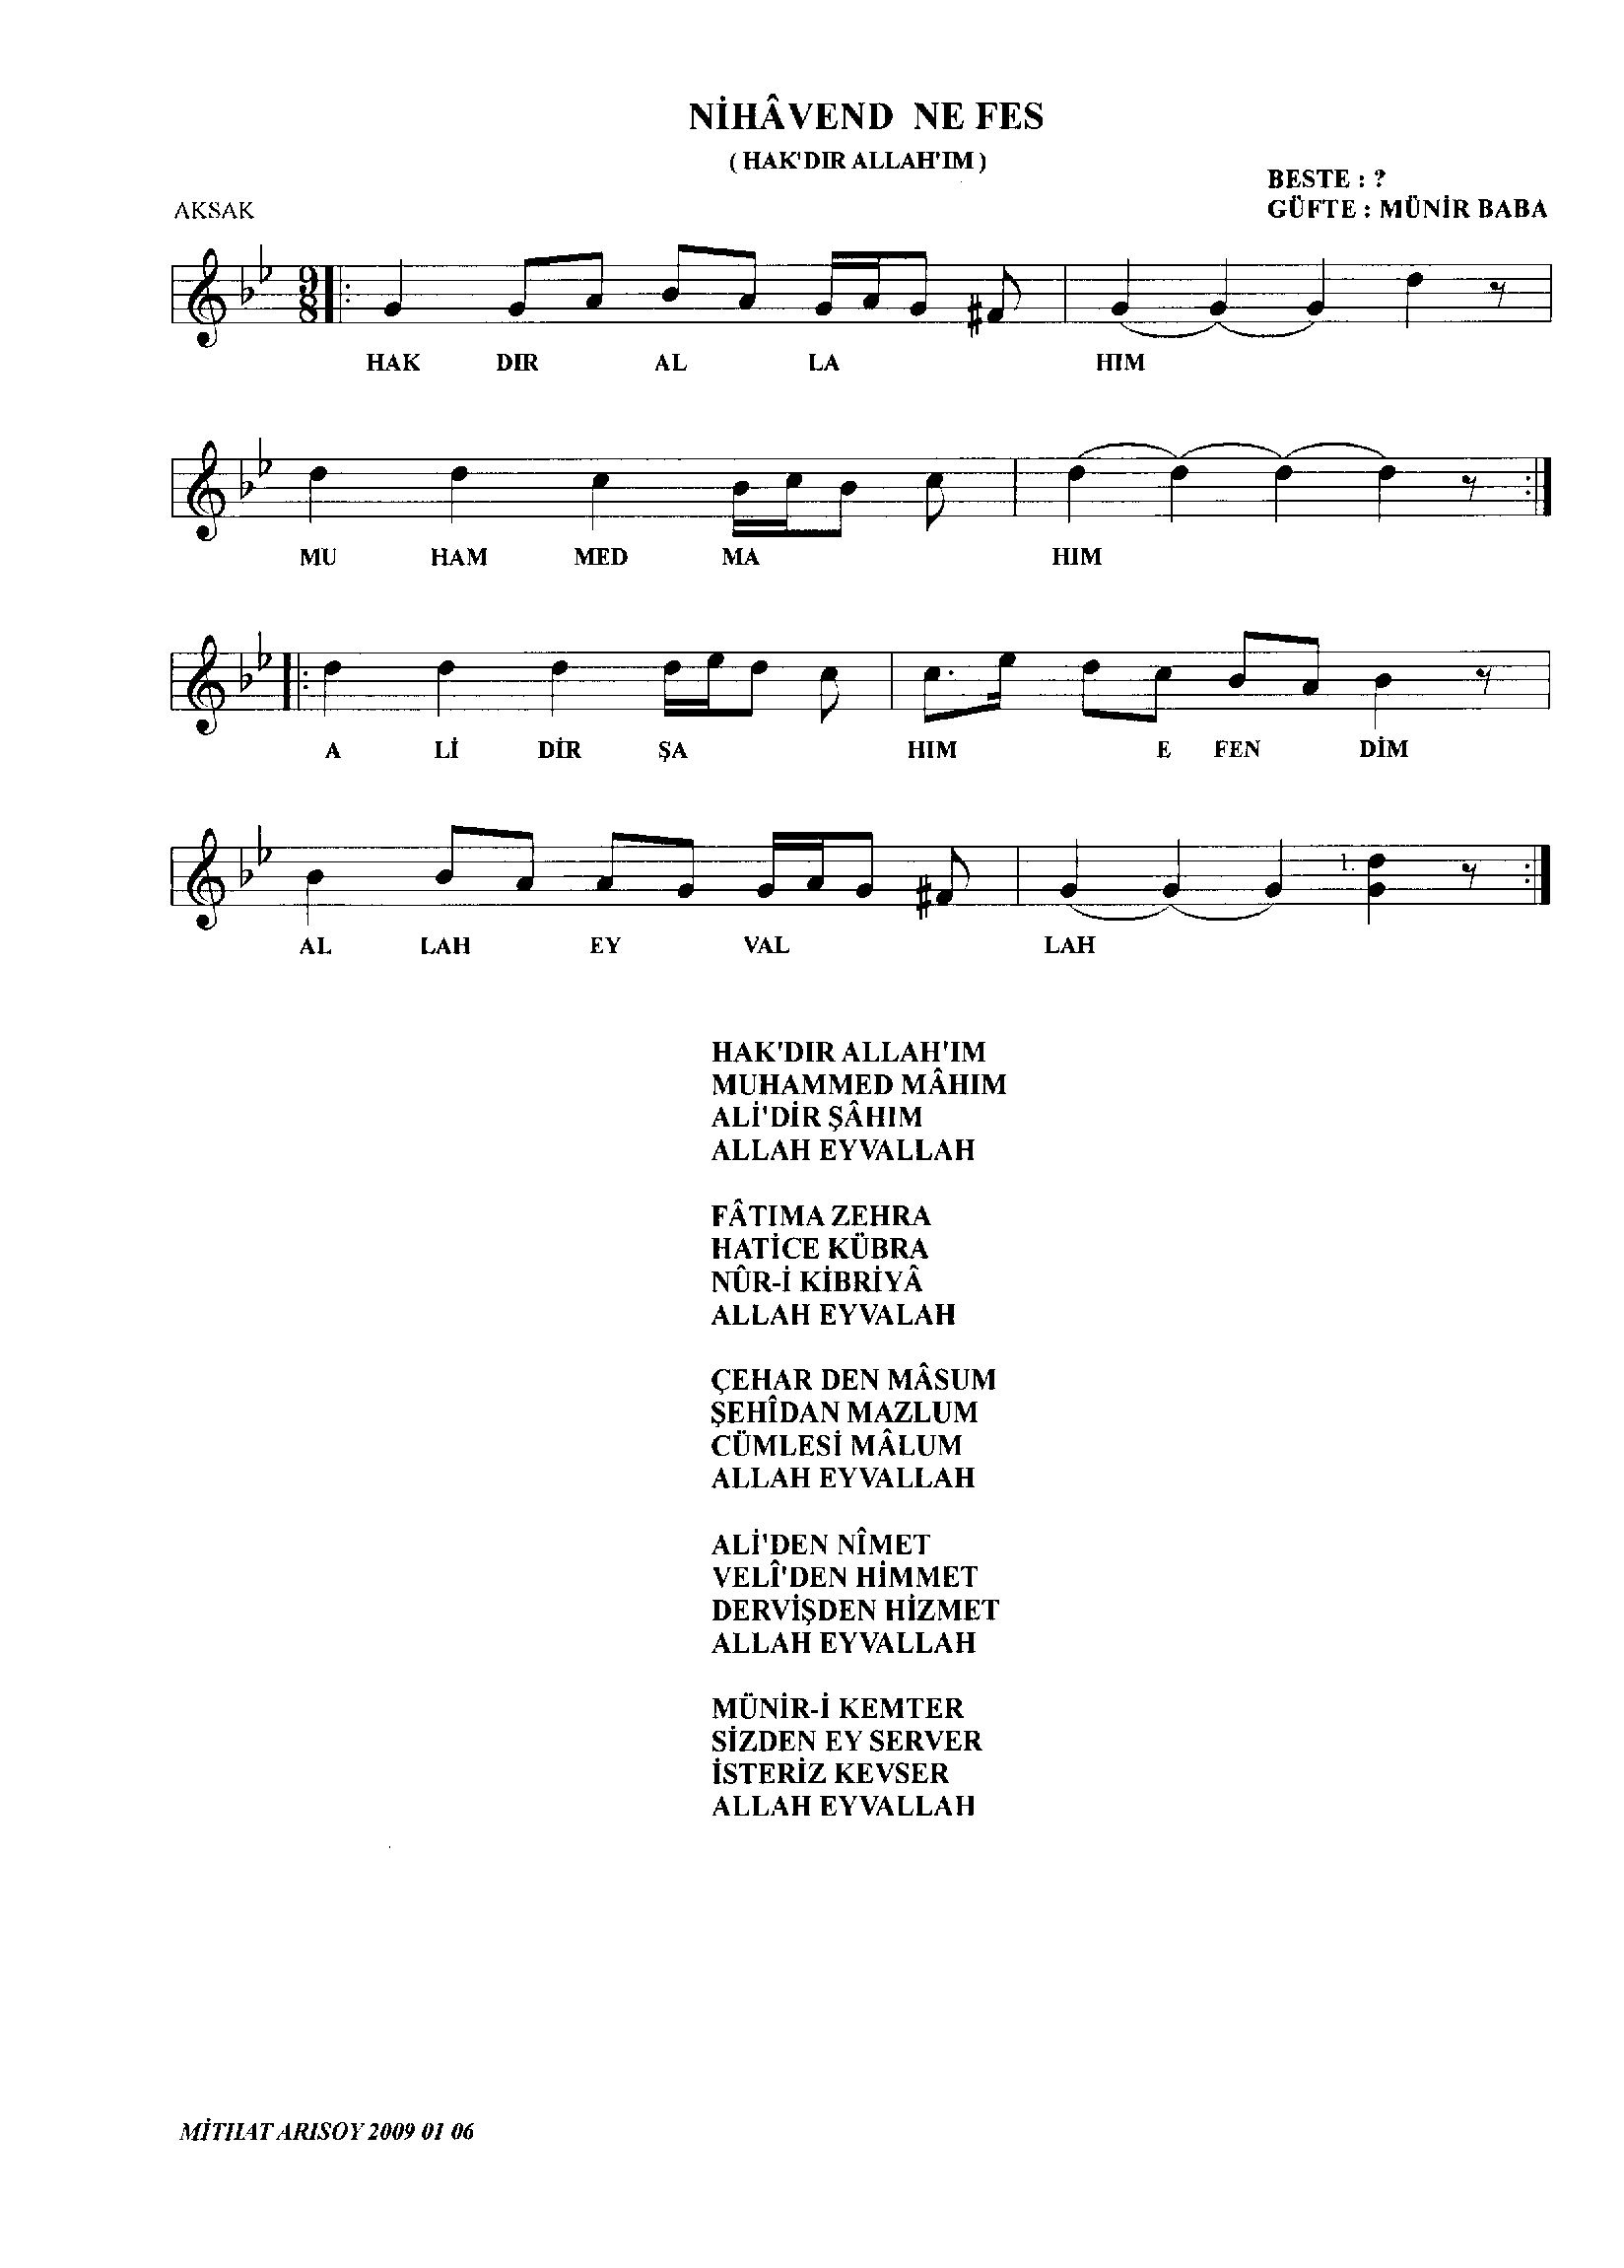 NİHÂVEND NE FES
( HAK'DIR ALLAH'IM )
BESTE : ?
GÜFTE : MÜNİR BABA
AKSAK
9
8
HAK DIR AL LA HIM
MU HAM MED MA HIM
A Lİ DİR ŞA HIM E FEN DİM
1.
AL LAH EY VAL LAH
HAK'DIR ALLAH'IM
MUHAMMED MÂHIM
ALİ'DİR ŞÂHIM
ALLAH EYVALLAH
FÂTIMA ZEHRA
HATİCE KÜBRA
NÛR-İ KİBRİYÂ
ALLAH EYVALAH
ÇEHAR DEN MÂSUM
ŞEHÎDAN MAZLUM
CÜMLESİ MÂLUM
ALLAH EYVALLAH
ALİ'DEN NÎMET
VELÎ'DEN HİMMET
DERVİŞDEN HİZMET
ALLAH EYVALLAH
MÜNİR-İ KEMTER
SİZDEN EY SERVER
İSTERİZ KEVSER
ALLAH EYVALLAH
MİTHAT ARISOY 2009 01 06